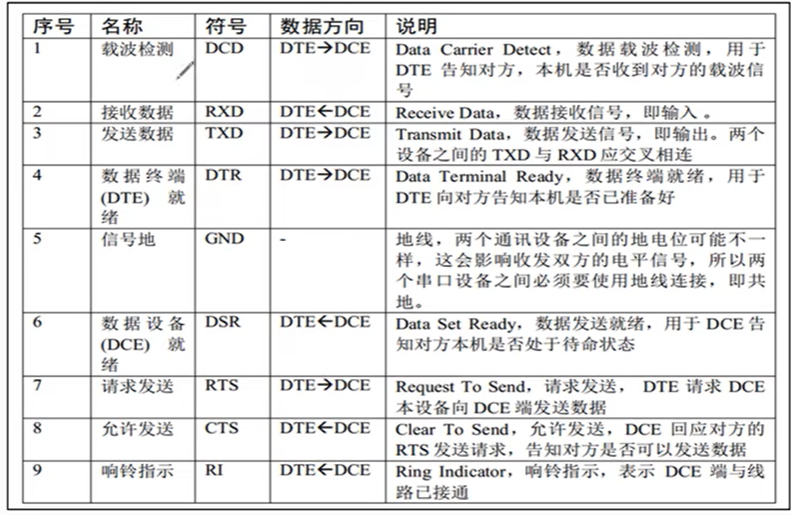 序号 名称 符号 数据方向 说明
1 载波检测 DCD DTE→DCE Data Carrier Detect，数据载波检测，用于
DTE 告知对方，本机是否收到对方的载波信
号
2 接收数据 RXD DTE←DCE Receive Data，数据接收信号，即输入 。
3 发送数据 TXD DTE→DCE Transmit Data，数据发送信号，即输出。两个
设备之间的 TXD 与 RXD 应交叉相连
4 数据终端 DTR DTE→DCE Data Terminal Ready，数据终端就绪，用于
(DTE) 就 DTE 向对方告知本机是否已准备好
绪
5 信号地 GND - 地线，两个通讯设备之间的地电位可能不一
样，这会影响收发双方的电平信号，所以两
个串口设备之间必须要使用地线连接，即共
地。
6 数据设备 DSR DTE←DCE Data Set Ready，数据发送就绪，用于 DCE 告
(DCE) 就 知对方本机是否处于待命状态
绪
7 请求发送 RTS DTE→DCE Request To Send，请求发送， DTE 请求 DCE
本设备向 DCE 端发送数据
8 允许发送 CTS DTE←DCE Clear To Send，允许发送，DCE 回应对方的
RTS 发送请求，告知对方是否可以发送数据
9 响铃指示 RI DTE←DCE Ring Indicator，响铃指示，表示 DCE 端与线
路已接通